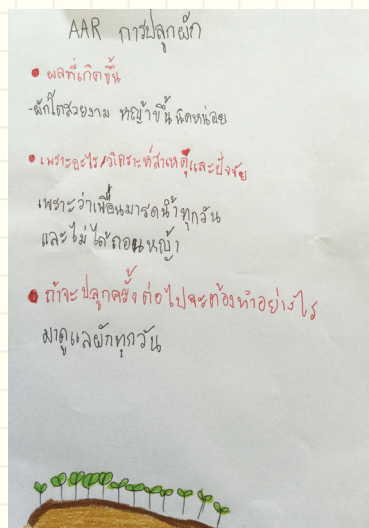 AAR การปลูกผัก
• ผลที่เกิดขึ้น
-ผักโตสวยงาม หญ้าขึ้นนิดหน่อย
• เพราะอะไร/วิเคราะห์สาเหตุและปัจจัย
เพราะว่าเพื่อนมารดน้ำทุกวัน
และไม่ได้ถอนหญ้า
• ถ้าจะปลูกครั้งต่อไปจะต้องทำอย่างไร
มาดูแลผักทุกวัน